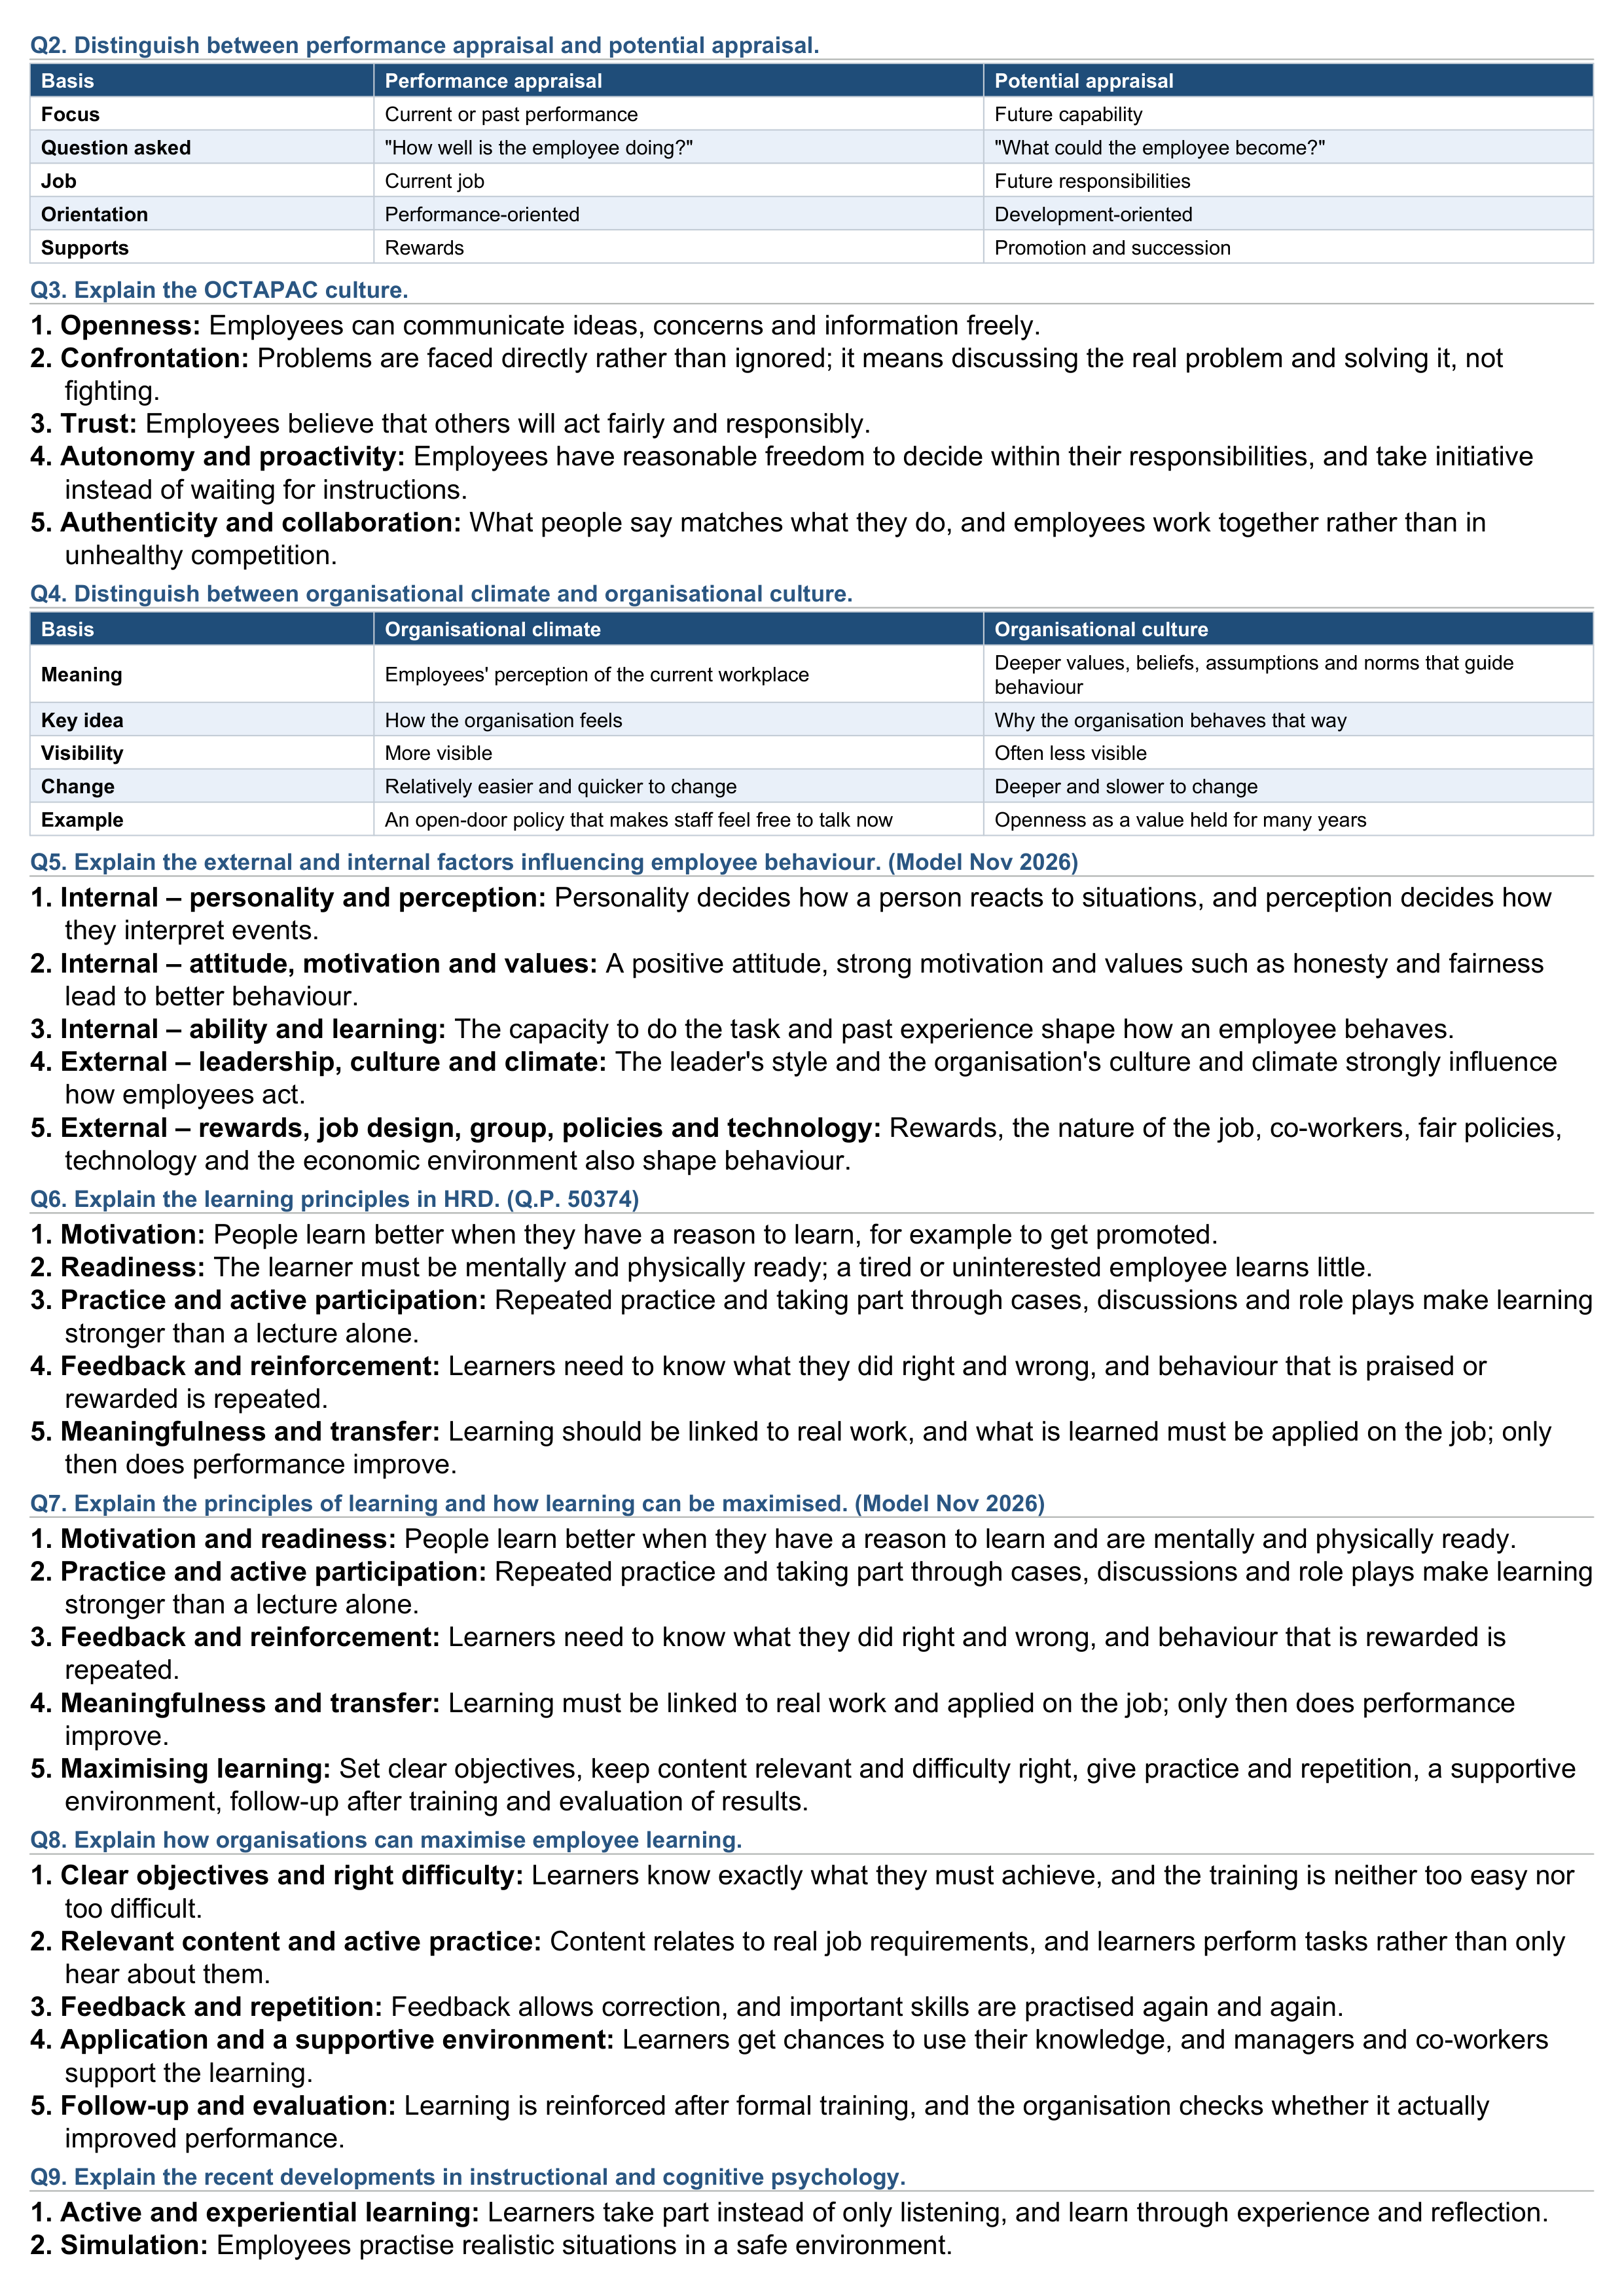 Q2. Distinguish between performance appraisal and potential appraisal.
Basis Performance appraisal Potential appraisal
Focus Current or past performance Future capability
Question asked "How well is the employee doing?" "What could the employee become?"
Job Current job Future responsibilities
Orientation Performance-oriented Development-oriented
Supports Rewards Promotion and succession
Q3. Explain the OCTAPAC culture.
1. Openness: Employees can communicate ideas, concerns and information freely.
2. Confrontation: Problems are faced directly rather than ignored; it means discussing the real problem and solving it, not
fighting.
3. Trust: Employees believe that others will act fairly and responsibly.
4. Autonomy and proactivity: Employees have reasonable freedom to decide within their responsibilities, and take initiative
instead of waiting for instructions.
5. Authenticity and collaboration: What people say matches what they do, and employees work together rather than in
unhealthy competition.
Q4. Distinguish between organisational climate and organisational culture.
Basis Organisational climate Organisational culture
Meaning Employees' perception of the current workplace Deeper values, beliefs, assumptions and norms that guide
behaviour
Key idea How the organisation feels Why the organisation behaves that way
Visibility More visible Often less visible
Change Relatively easier and quicker to change Deeper and slower to change
Example An open-door policy that makes staff feel free to talk now Openness as a value held for many years
Q5. Explain the external and internal factors influencing employee behaviour. (Model Nov 2026)
1. Internal – personality and perception: Personality decides how a person reacts to situations, and perception decides how
they interpret events.
2. Internal – attitude, motivation and values: A positive attitude, strong motivation and values such as honesty and fairness
lead to better behaviour.
3. Internal – ability and learning: The capacity to do the task and past experience shape how an employee behaves.
4. External – leadership, culture and climate: The leader's style and the organisation's culture and climate strongly influence
how employees act.
5. External – rewards, job design, group, policies and technology: Rewards, the nature of the job, co-workers, fair policies,
technology and the economic environment also shape behaviour.
Q6. Explain the learning principles in HRD. (Q.P. 50374)
1. Motivation: People learn better when they have a reason to learn, for example to get promoted.
2. Readiness: The learner must be mentally and physically ready; a tired or uninterested employee learns little.
3. Practice and active participation: Repeated practice and taking part through cases, discussions and role plays make learning
stronger than a lecture alone.
4. Feedback and reinforcement: Learners need to know what they did right and wrong, and behaviour that is praised or
rewarded is repeated.
5. Meaningfulness and transfer: Learning should be linked to real work, and what is learned must be applied on the job; only
then does performance improve.
Q7. Explain the principles of learning and how learning can be maximised. (Model Nov 2026)
1. Motivation and readiness: People learn better when they have a reason to learn and are mentally and physically ready.
2. Practice and active participation: Repeated practice and taking part through cases, discussions and role plays make learning
stronger than a lecture alone.
3. Feedback and reinforcement: Learners need to know what they did right and wrong, and behaviour that is rewarded is
repeated.
4. Meaningfulness and transfer: Learning must be linked to real work and applied on the job; only then does performance
improve.
5. Maximising learning: Set clear objectives, keep content relevant and difficulty right, give practice and repetition, a supportive
environment, follow-up after training and evaluation of results.
Q8. Explain how organisations can maximise employee learning.
1. Clear objectives and right difficulty: Learners know exactly what they must achieve, and the training is neither too easy nor
too difficult.
2. Relevant content and active practice: Content relates to real job requirements, and learners perform tasks rather than only
hear about them.
3. Feedback and repetition: Feedback allows correction, and important skills are practised again and again.
4. Application and a supportive environment: Learners get chances to use their knowledge, and managers and co-workers
support the learning.
5. Follow-up and evaluation: Learning is reinforced after formal training, and the organisation checks whether it actually
improved performance.
Q9. Explain the recent developments in instructional and cognitive psychology.
1. Active and experiential learning: Learners take part instead of only listening, and learn through experience and reflection.
2. Simulation: Employees practise realistic situations in a safe environment.